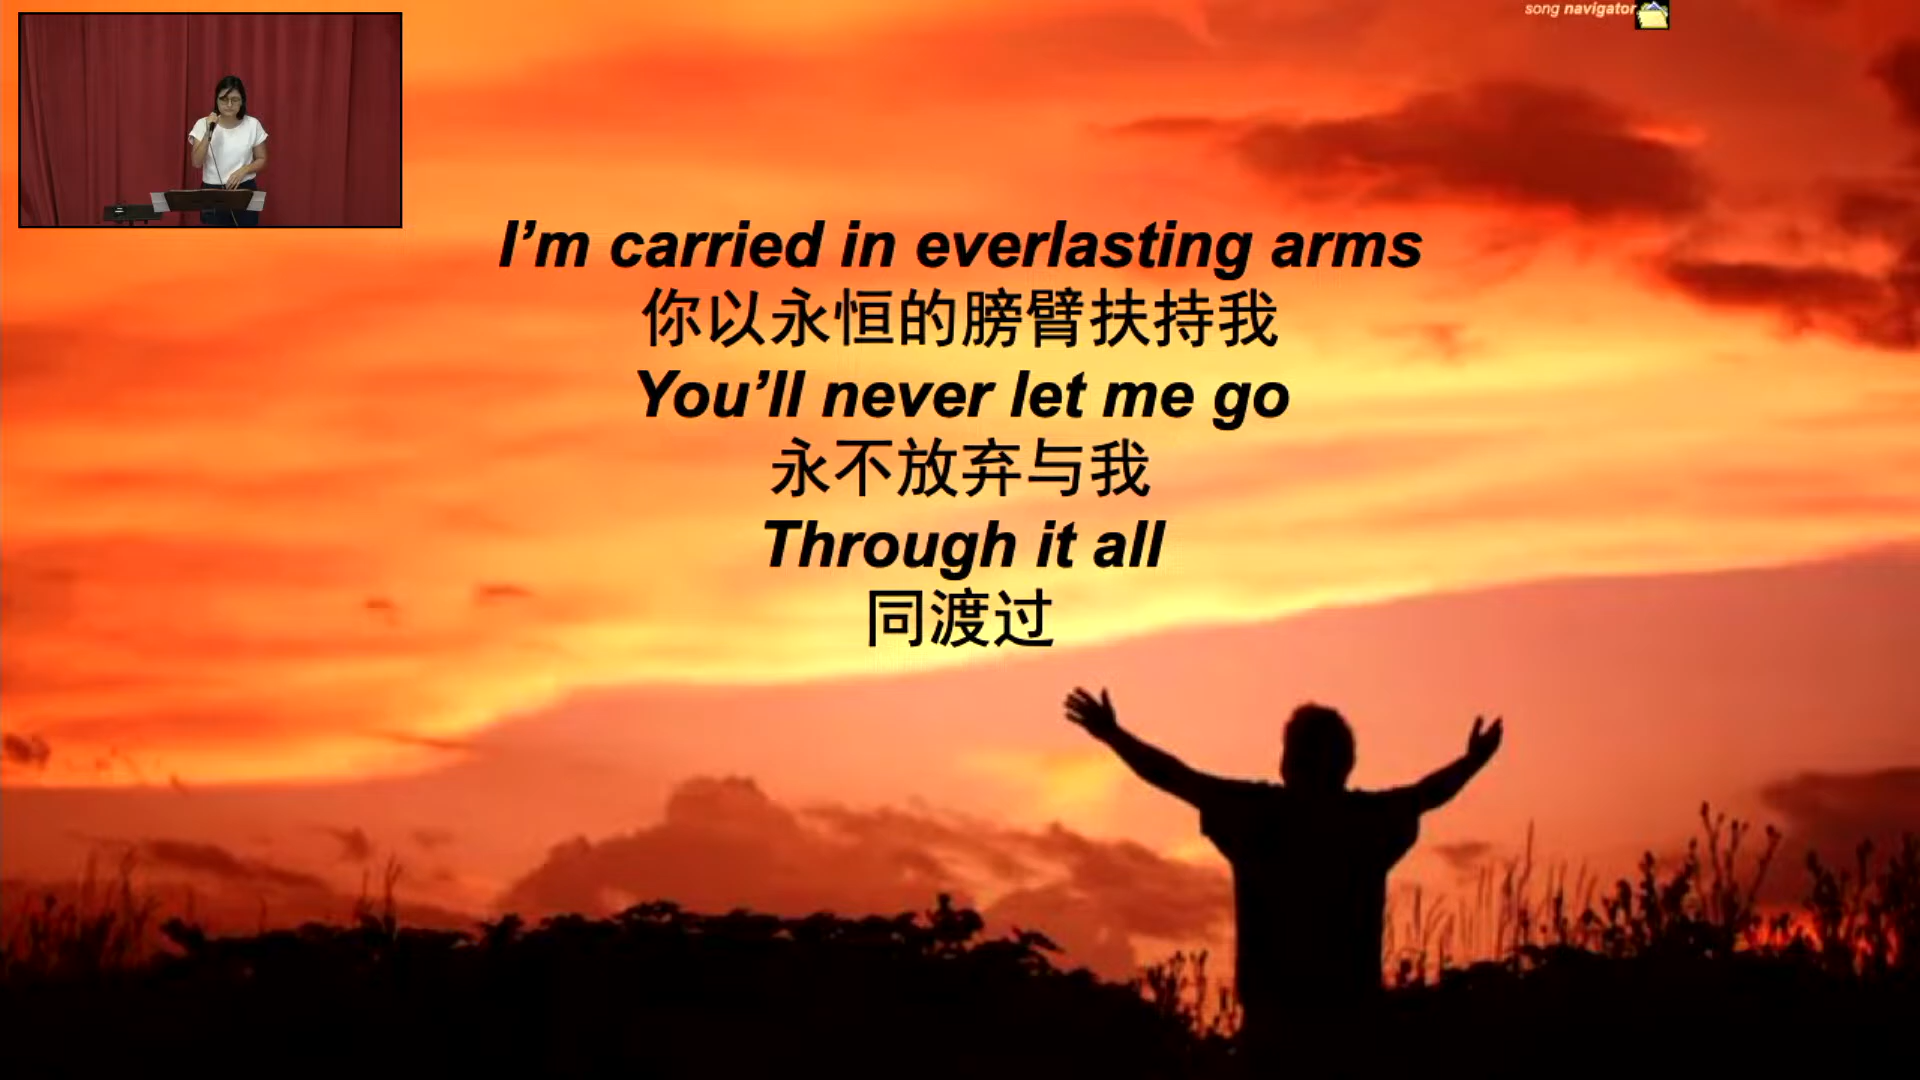 song navigator
I’m carried in everlasting arms
你以永恒的膀臂扶持我
You’ll never let me go
永不放弃与我
Through it all
同渡过